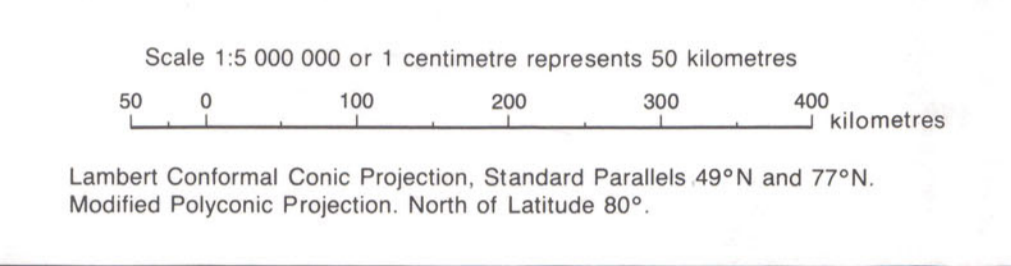 Scale 1:5 000 000 or 1 centimetre represents 50 kilometres
50 0 100 200 300 400
kilometres
Lambert Conformal Conic Projection, Standard Parallels 49°N and 77°N.
Modified Polyconic Projection. North of Latitude 80°.